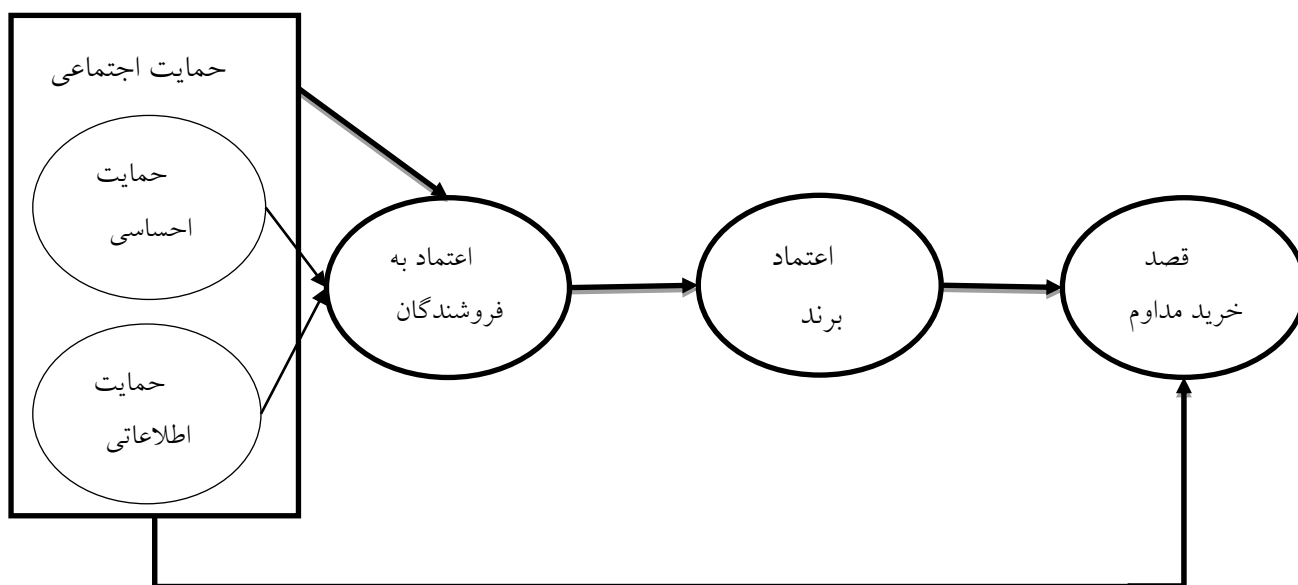 حمایت اجتماعی
حمایت
احساسی
حمایت
اطلاعاتی
اعتماد به
فروشندگان
اعتماد
برند
قصد
خرید مداوم